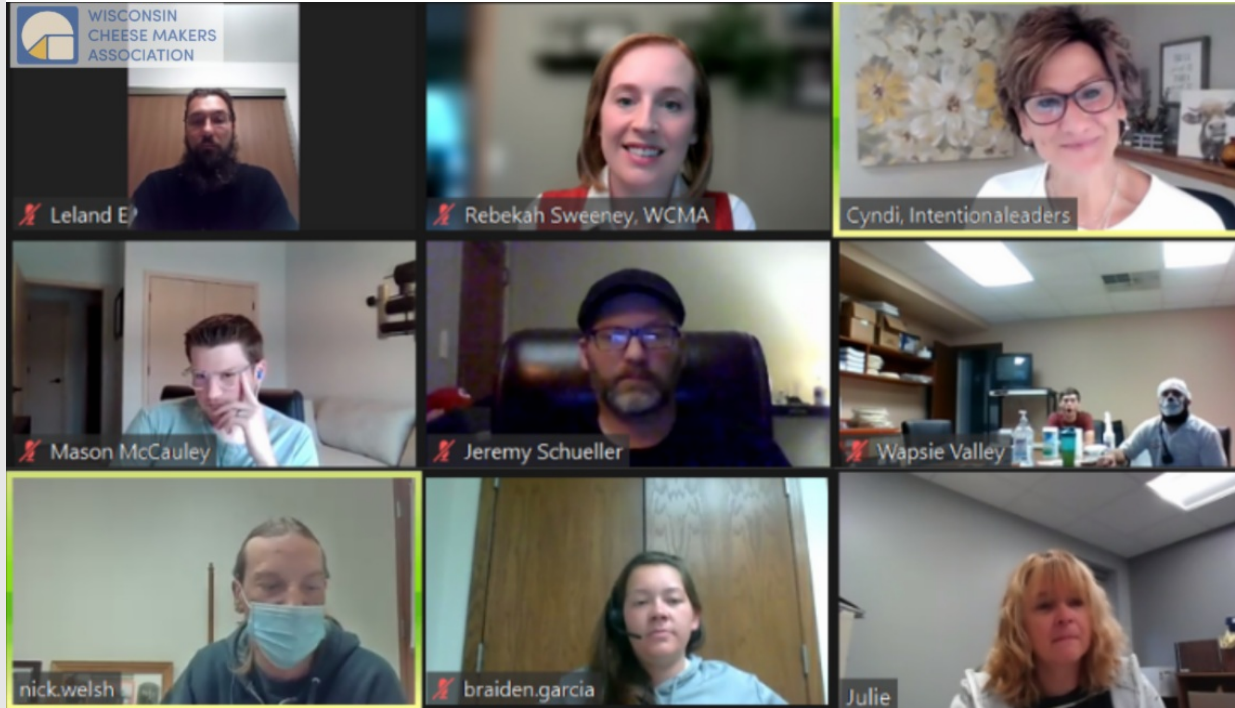 WISCONSIN
CHEESE MAKERS
ASSOCIATION
Leland E
Rebekah Sweeney, WCMA
Cyndi, Intentionaleaders
Mason McCauley
Jeremy Schueller
Wapsie Valley
nick.welsh
braiden.garcia
Julie